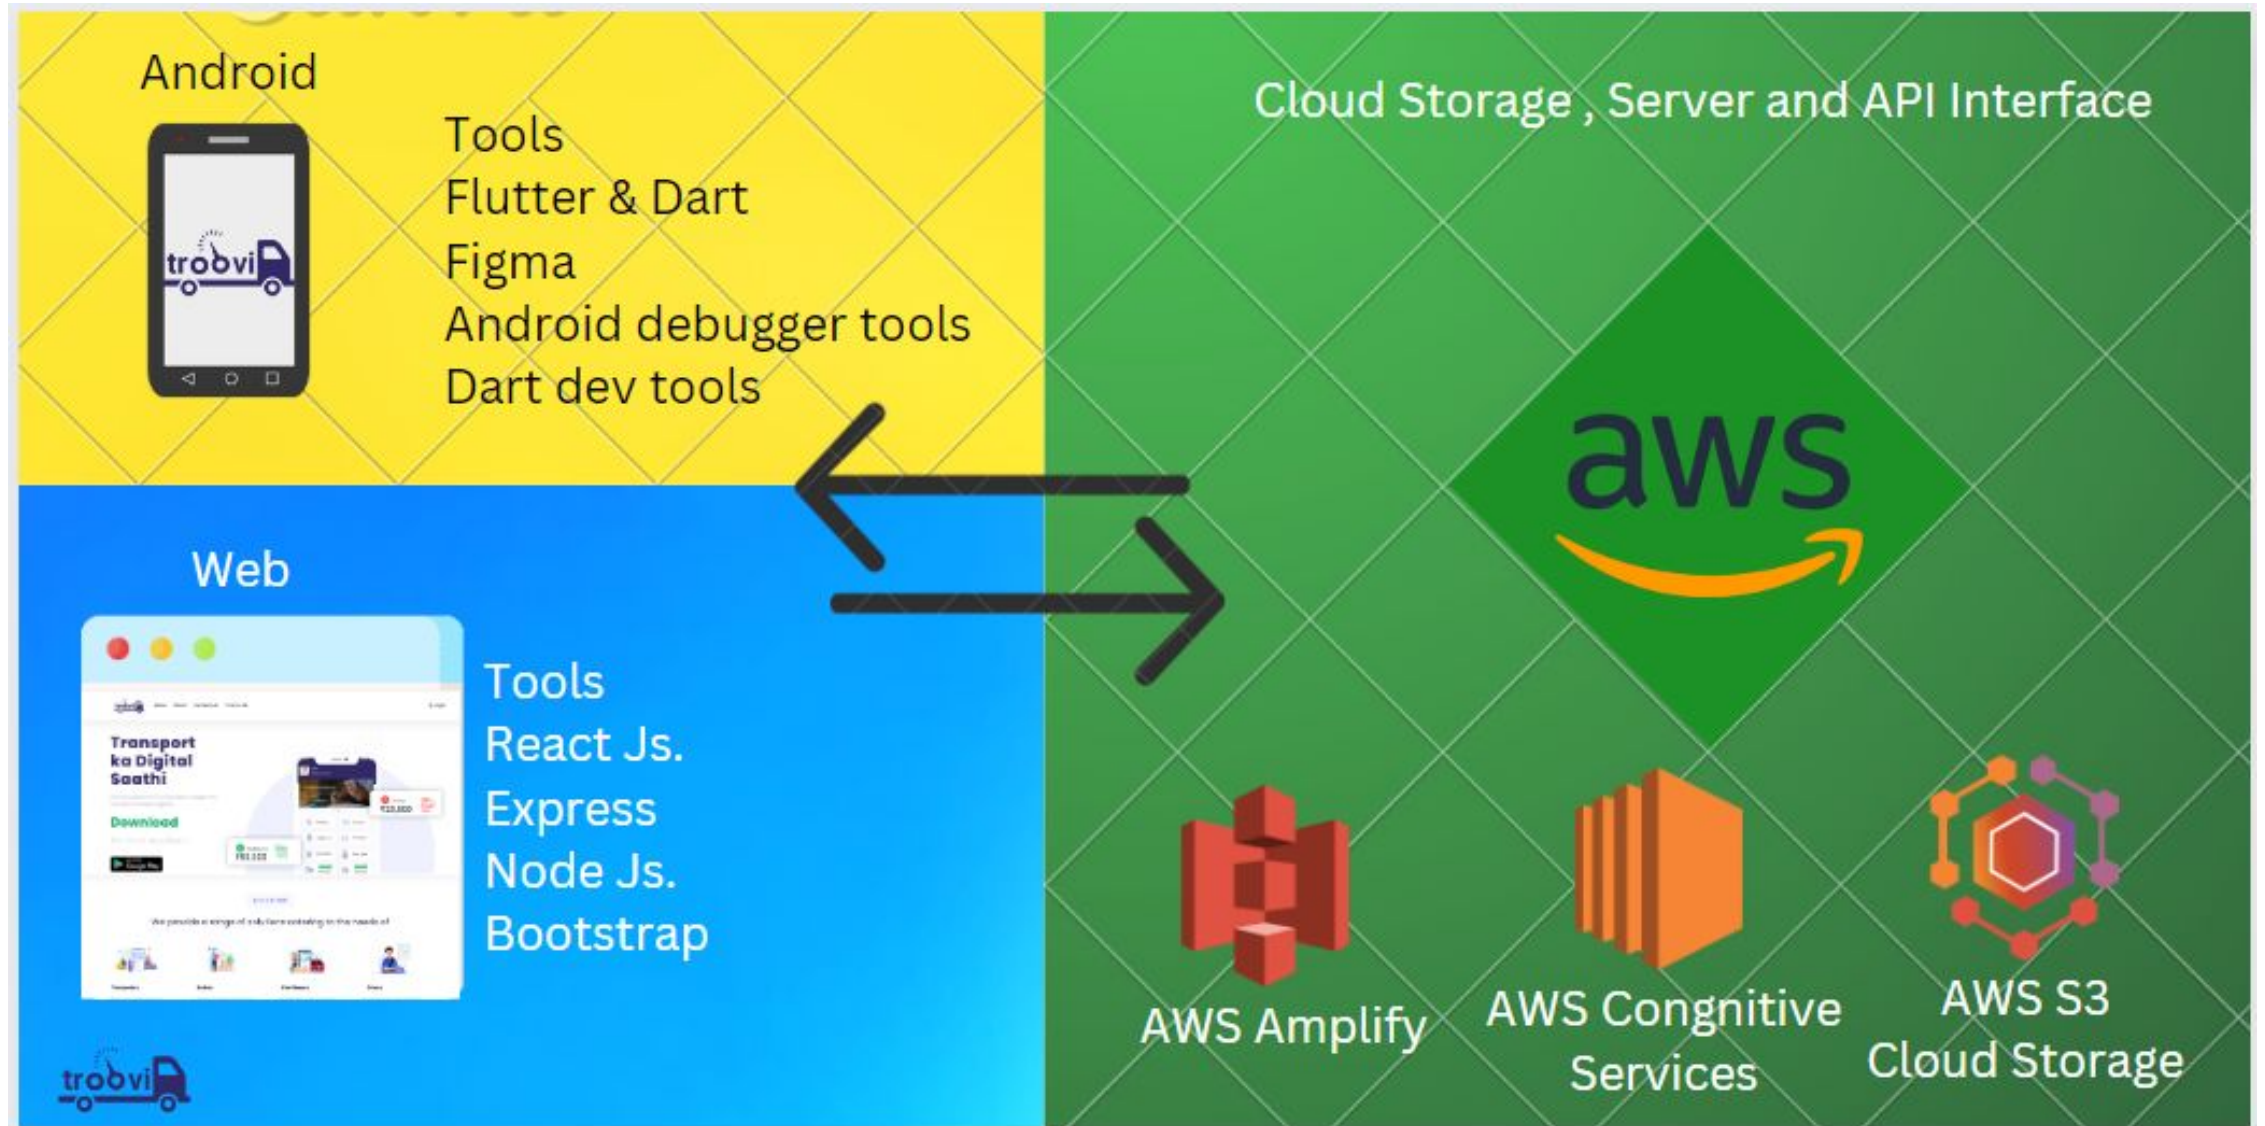 Android
troovi
Tools
Flutter & Dart
Figma
Android debugger tools
Dart dev tools
Web
Transport
ka Digital
Saathi
Download
Tools
React Js.
Express
Node Js.
Bootstrap
troovi
Cloud Storage , Server and API Interface
aws
AWS Amplify
AWS Congnitive
Services
AWS S3
Cloud Storage